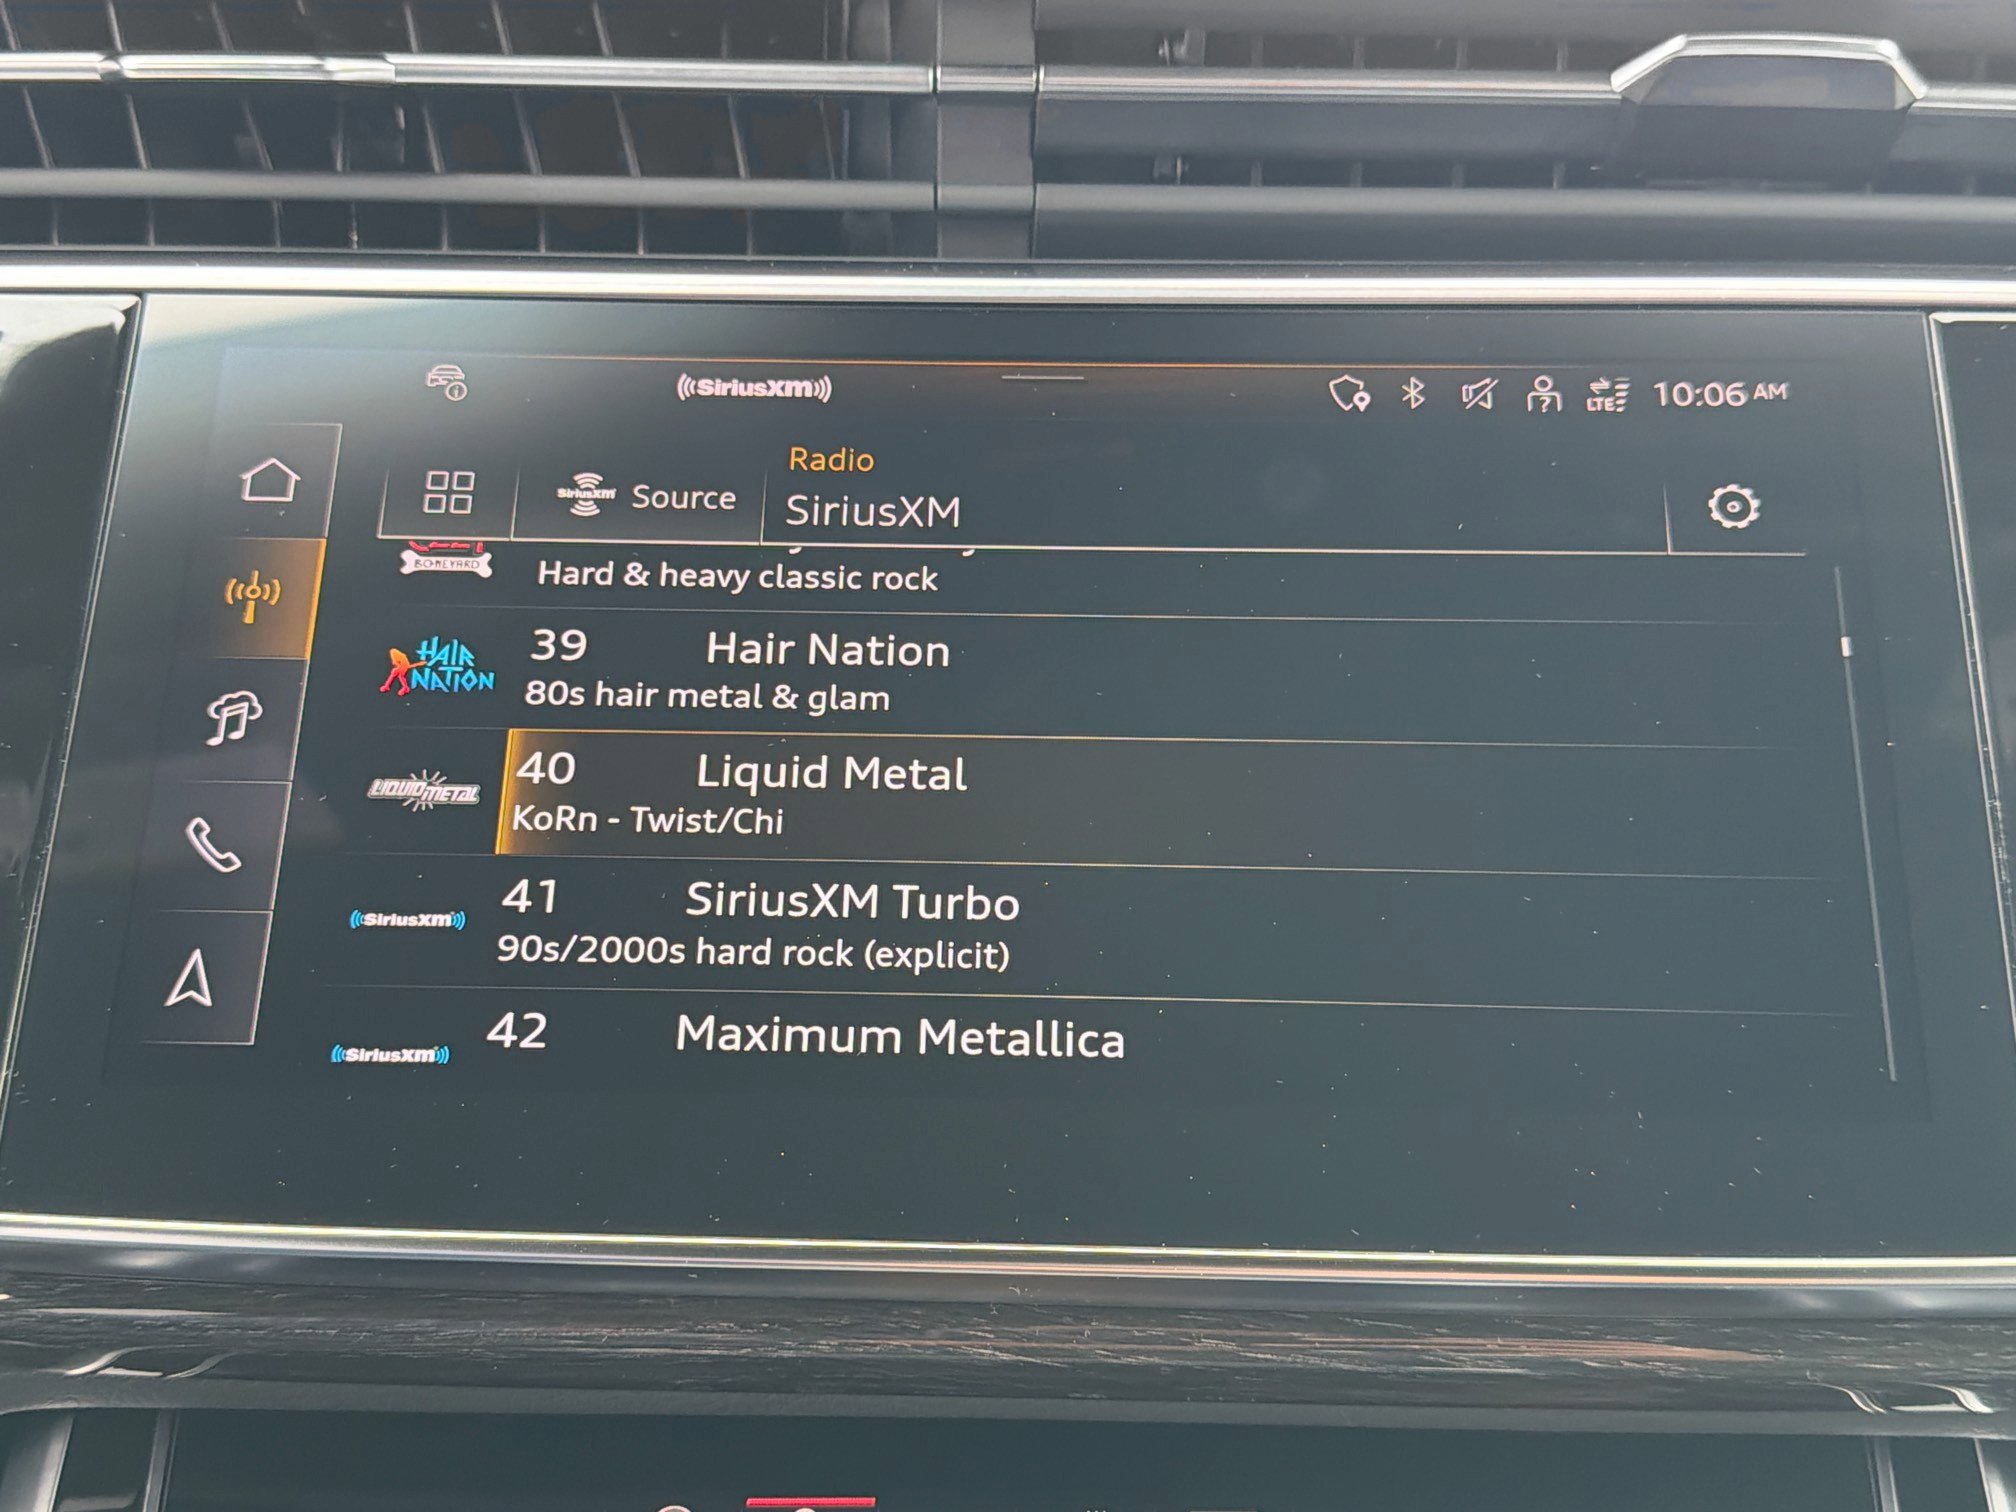 SiriusXM
LTE 10:06 AM
Radio
SiriusXM Source
SiriusXM
BONEYARD
Hard & heavy classic rock
HAIR NATION
39 Hair Nation
80s hair metal & glam
LIQUID METAL
40 Liquid Metal
KoRn - Twist/Chi
SiriusXM
41 SiriusXM Turbo
90s/2000s hard rock (explicit)
SiriusXM
42 Maximum Metallica